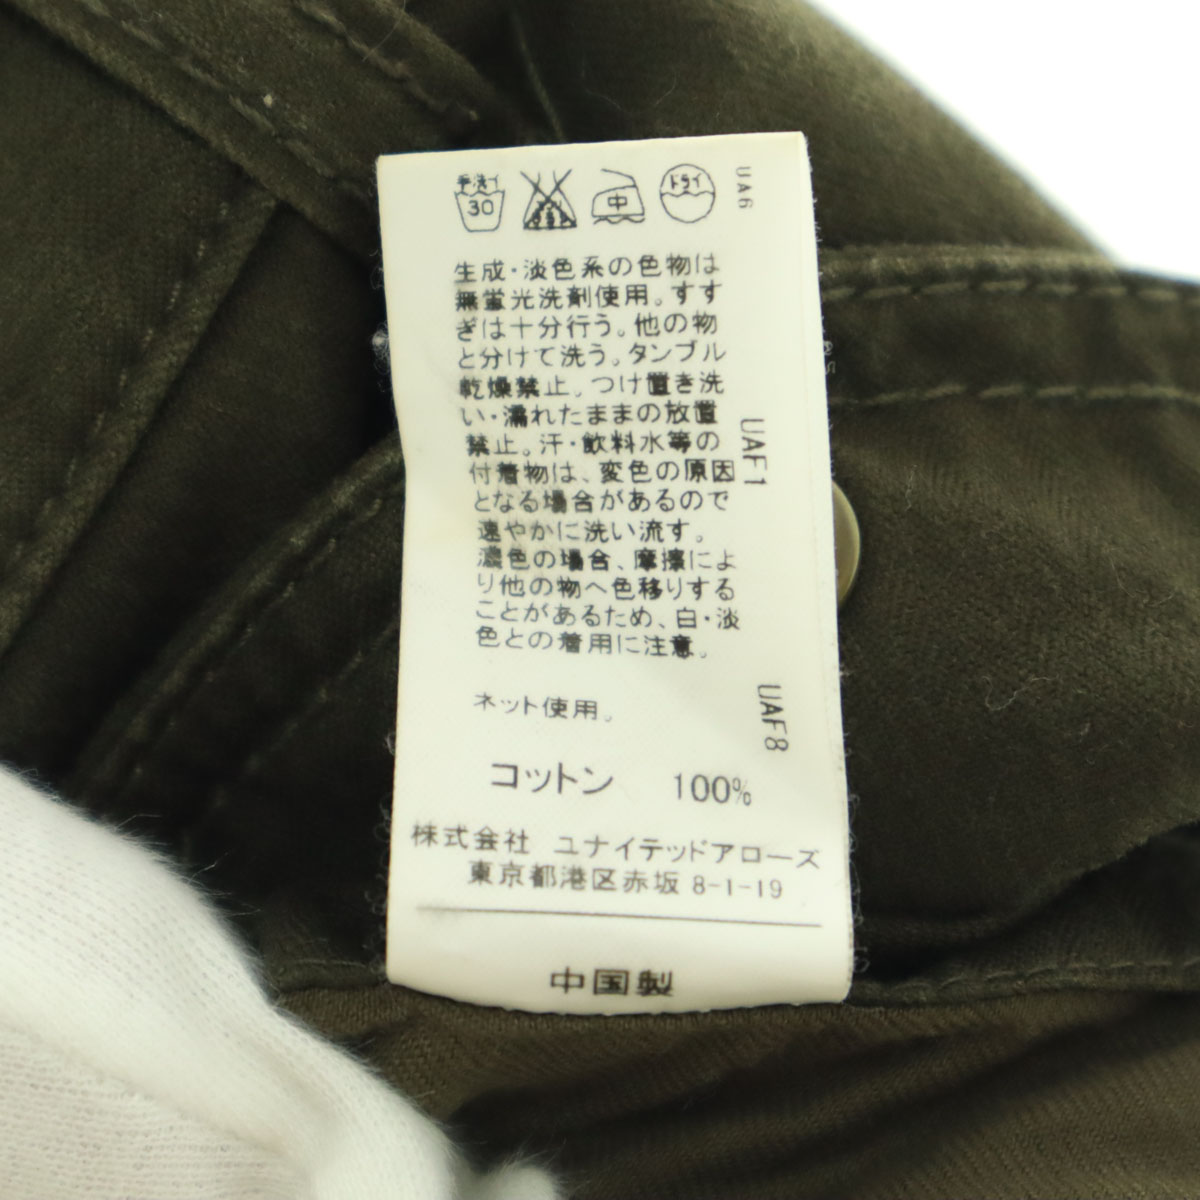 手洗イ
30
中
ドライ
UA6
生成・淡色系の色物は
無蛍光洗剤使用。すす
ぎは十分行う。他の物
と分けて洗う。タンブル
乾燥禁止。つけ置き洗
い・濡れたままの放置
禁止。汗・飲料水等の
付着物は、変色の原因
となる場合があるので
速やかに洗い流す。
濃色の場合、摩擦によ
り他の物へ色移りする
ことがあるため、白・淡
色との着用に注意。
UAF1
ネット使用。
UAF8
コットン 100%
株式会社 ユナイテッドアローズ
東京都港区赤坂 8-1-19
中国製